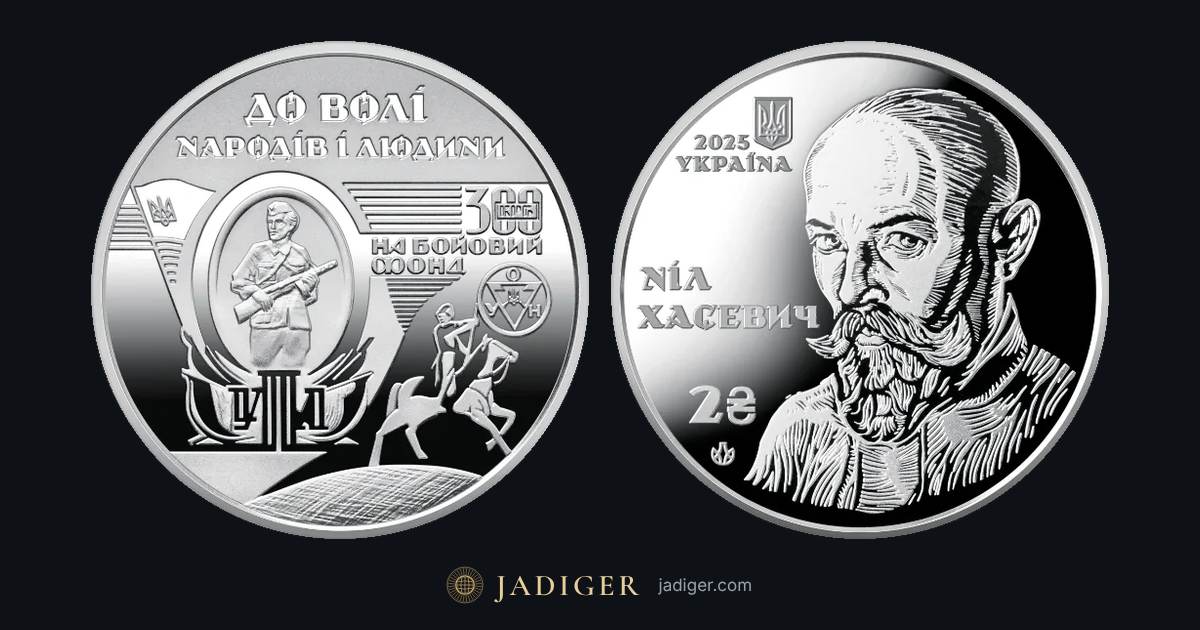 ДО ВОЛІ
НАРОДІВ І ЛЮДИНИ
300
КРБ
НА БОЙОВИЙ
ФОНД
О
У Н
УПА
2025
УКРАЇНА
НІЛ
ХАСЕВИЧ
2₴
JADIGER jadiger.com